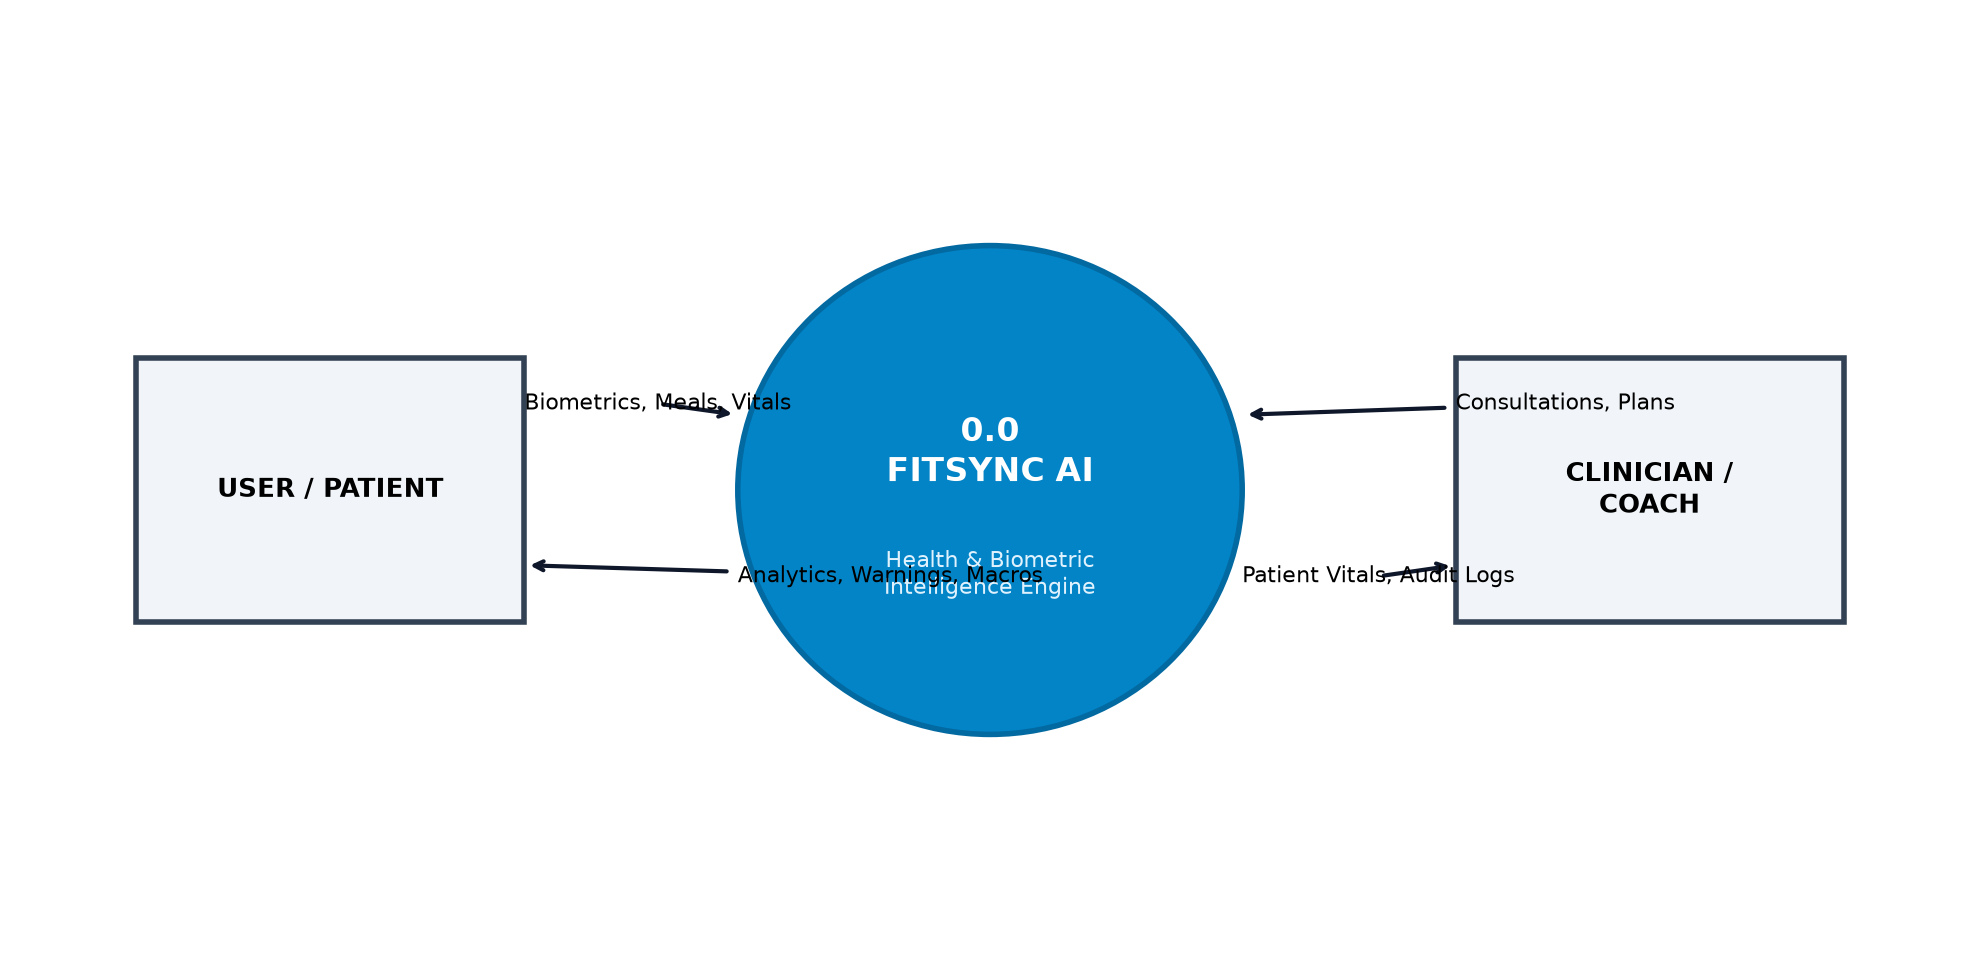 Biometrics, Meals, Vitals
Consultations, Plans
0.0
FITSYNC AI
USER / PATIENT
CLINICIAN /
COACH
Health & Biometric
Intelligence Engine
Analytics, Warnings, Macros
Patient Vitals, Audit Logs